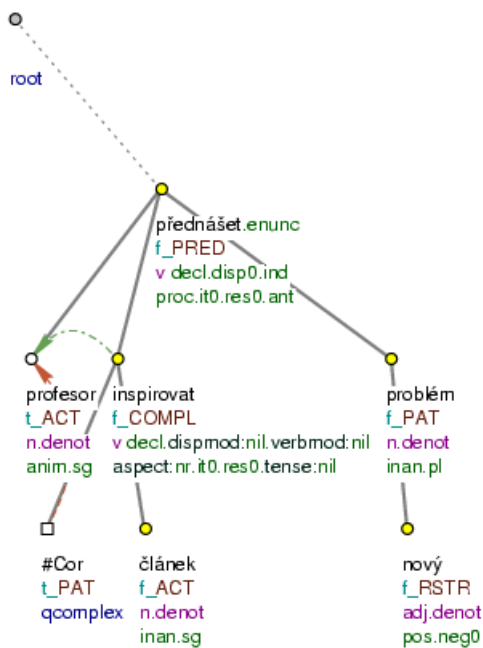 root
přednášet.enunc
f_PRED
v decl.disp0.ind
proc.it0.res0.ant
profesor
t_ACT
n.denot
anim.sg
inspirovat
f_COMPL
v decl.dispmod:nil.verbmod:nil
aspect:nr.it0.res0.tense:nil
problém
f_PAT
n.denot
inan.pl
#Cor
t_PAT
qcomplex
článek
f_ACT
n.denot
inan.sg
nový
f_RSTR
adj.denot
pos.neg0